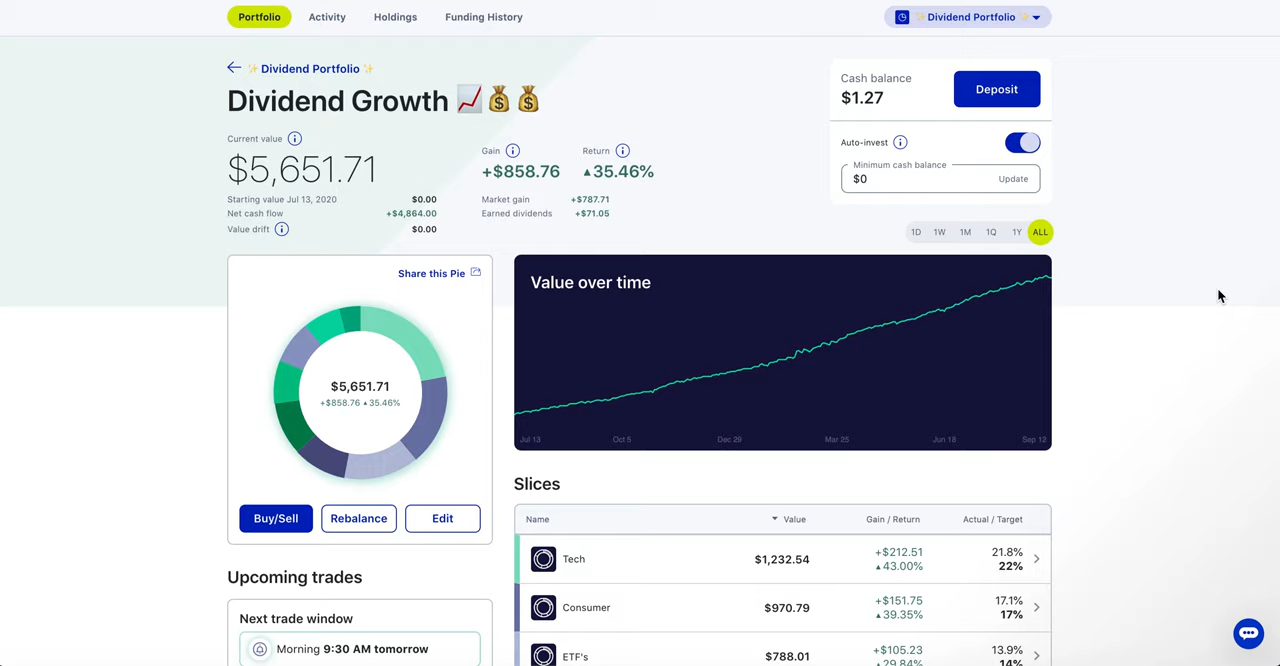 Portfolio
Activity
Holdings
Funding History
✨ Dividend Portfolio ✨
✨ Dividend Portfolio ✨
Dividend Growth 📈💰💰
Current value
$5,651.71
Starting value Jul 13, 2020 $0.00
Net cash flow +$4,864.00
Value drift $0.00
Gain
+$858.76
Return
▲35.46%
Market gain +$787.71
Earned dividends +$71.05
Cash balance
$1.27
Deposit
Auto-invest
Minimum cash balance
$0 Update
1D 1W 1M 1Q 1Y ALL
Share this Pie
$5,651.71
+$858.76 ▲35.46%
Buy/Sell
Rebalance
Edit
Upcoming trades
Next trade window
Morning 9:30 AM tomorrow
Value over time
Jul 13 Oct 5 Dec 29 Mar 25 Jun 18 Sep 12
Slices
Name ▼ Value Gain / Return Actual / Target
Tech $1,232.54 +$212.51 21.8%
▲43.00% 22%
Consumer $970.79 +$151.75 17.1%
▲39.35% 17%
ETF's $788.01 +$105.23 13.9%
▲29.84% 14%